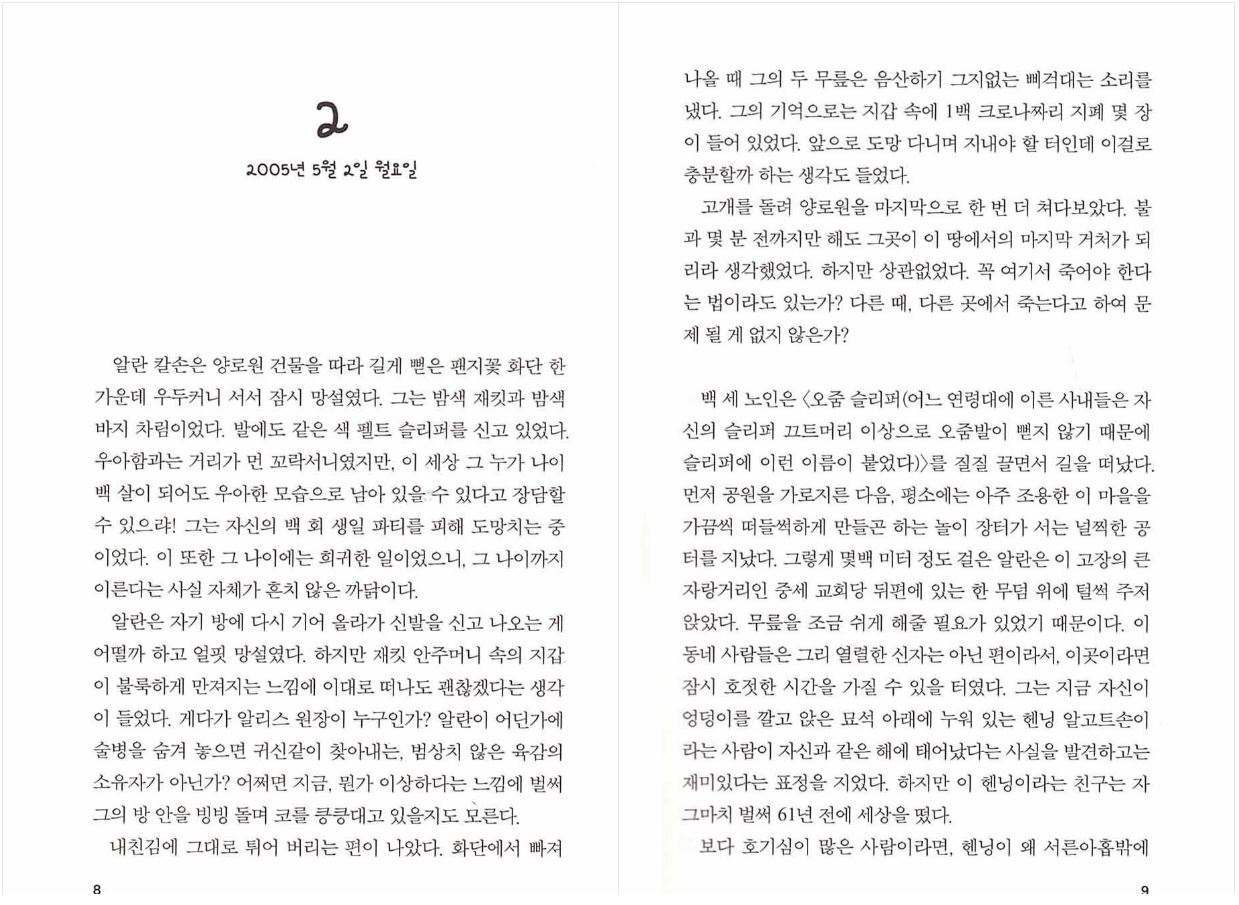 2
2005년 5월 2일 월요일
알란 칼손은 양로원 건물을 따라 길게 뻗은 팬지꽃 화단 한
가운데 우두커니 서서 잠시 망설였다. 그는 밤색 재킷과 밤색
바지 차림이었다. 발에도 같은 색 펠트 슬리퍼를 신고 있었다.
우아함과는 거리가 먼 꼬락서니였지만, 이 세상 그 누가 나이
백 살이 되어도 우아한 모습으로 남아 있을 수 있다고 장담할
수 있으랴! 그는 자신의 백 회 생일 파티를 피해 도망치는 중
이었다. 이 또한 그 나이에는 희귀한 일이었으니, 그 나이까지
이른다는 사실 자체가 흔치 않은 까닭이다.
알란은 자기 방에 다시 기어 올라가 신발을 신고 나오는 게
어떨까 하고 얼핏 망설였다. 하지만 재킷 안주머니 속의 지갑
이 불룩하게 만져지는 느낌에 이대로 떠나도 괜찮겠다는 생각
이 들었다. 게다가 알리스 원장이 누구인가? 알란이 어딘가에
술병을 숨겨 놓으면 귀신같이 찾아내는, 범상치 않은 육감의
소유자가 아닌가? 어쩌면 지금, 뭔가 이상하다는 느낌에 벌써
그의 방 안을 빙빙 돌며 코를 킁킁대고 있을지도 모른다.
내친김에 그대로 튀어 버리는 편이 나았다. 화단에서 빠져
8
나올 때 그의 두 무릎은 음산하기 그지없는 삐걱대는 소리를
냈다. 그의 기억으로는 지갑 속에 1백 크로나짜리 지폐 몇 장
이 들어 있었다. 앞으로 도망 다니며 지내야 할 터인데 이걸로
충분할까 하는 생각도 들었다.
고개를 돌려 양로원을 마지막으로 한 번 더 쳐다보았다. 불
과 몇 분 전까지만 해도 그곳이 이 땅에서의 마지막 거처가 되
리라 생각했었다. 하지만 상관없었다. 꼭 여기서 죽어야 한다
는 법이라도 있는가? 다른 때, 다른 곳에서 죽는다고 하여 문
제 될 게 없지 않은가?
백 세 노인은 〈오줌 슬리퍼(어느 연령대에 이른 사내들은 자
신의 슬리퍼 끄트머리 이상으로 오줌발이 뻗지 않기 때문에
슬리퍼에 이런 이름이 붙었다)〉를 질질 끌면서 길을 떠났다.
먼저 공원을 가로지른 다음, 평소에는 아주 조용한 이 마을을
가끔씩 떠들썩하게 만들곤 하는 놀이 장터가 서는 널찍한 공
터를 지났다. 그렇게 몇백 미터 정도 걸은 알란은 이 고장의 큰
자랑거리인 중세 교회당 뒤편에 있는 한 무덤 위에 털썩 주저
앉았다. 무릎을 조금 쉬게 해줄 필요가 있었기 때문이다. 이
동네 사람들은 그리 열렬한 신자는 아닌 편이라서, 이곳이라면
잠시 호젓한 시간을 가질 수 있을 터였다. 그는 지금 자신이
엉덩이를 깔고 앉은 묘석 아래에 누워 있는 헨닝 알고트손이
라는 사람이 자신과 같은 해에 태어났다는 사실을 발견하고는
재미있다는 표정을 지었다. 하지만 이 헨닝이라는 친구는 자
그마치 벌써 61년 전에 세상을 떴다.
보다 호기심이 많은 사람이라면, 헨닝이 왜 서른아홉밖에
9